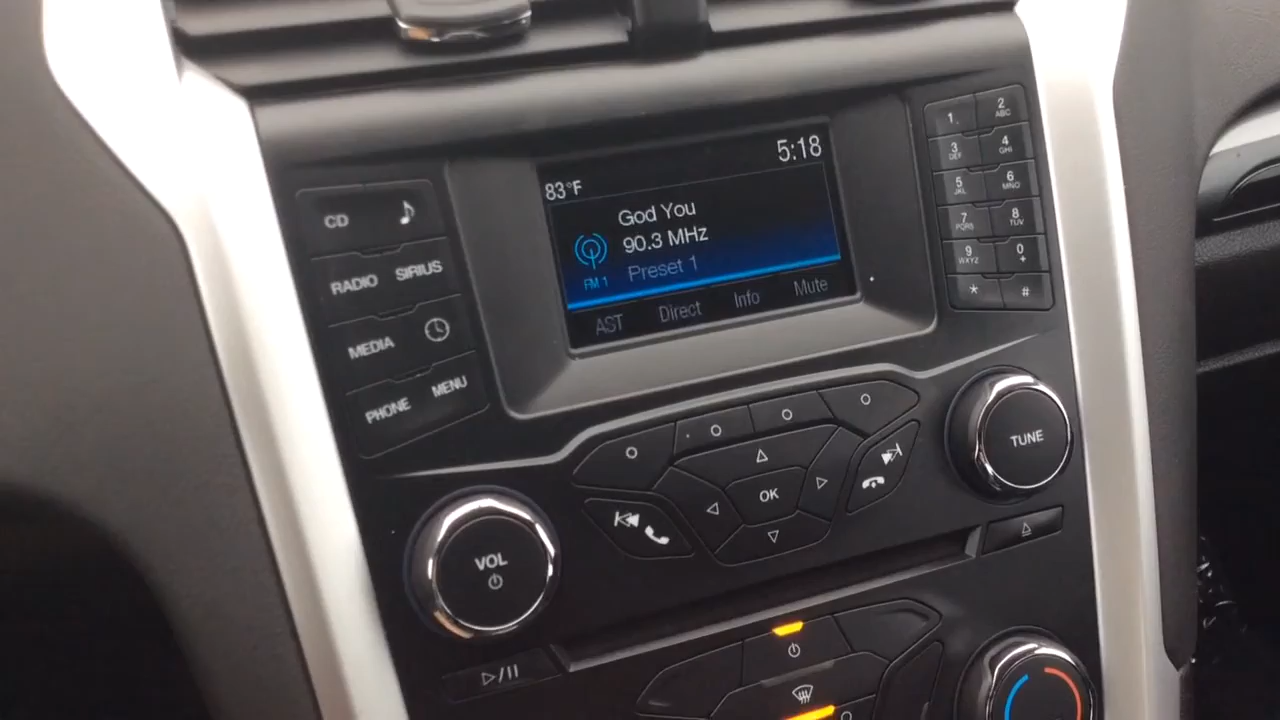 5:18
83°F
God You
90.3 MHz
FM 1
Preset 1
AST Direct Info Mute
CD
RADIO SIRIUS
MEDIA
PHONE MENU
1
2 ABC
3 DEF
4 GHI
5 JKL
6 MNO
7 PQRS
8 TUV
9 WXYZ
0 +
* #
TUNE
OK
VOL